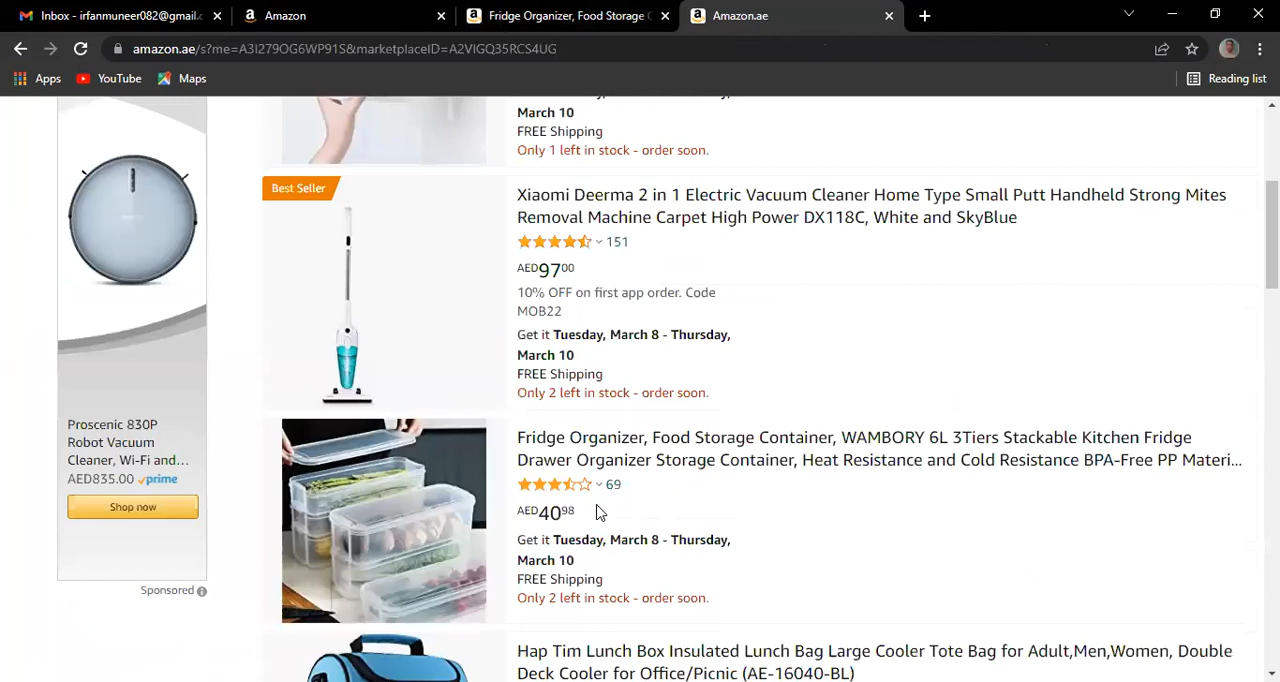 Inbox - irfanmuneer082@gmail.c
Amazon
Fridge Organizer, Food Storage C
Amazon.ae
amazon.ae/s?me=A3I279OG6WP91S&marketplaceID=A2VIGQ35RCS4UG
Apps
YouTube
Maps
Reading list
March 10
FREE Shipping
Only 1 left in stock - order soon.
Best Seller
Xiaomi Deerma 2 in 1 Electric Vacuum Cleaner Home Type Small Putt Handheld Strong Mites
Removal Machine Carpet High Power DX118C, White and SkyBlue
151
AED9700
10% OFF on first app order. Code
MOB22
Get it Tuesday, March 8 - Thursday,
March 10
FREE Shipping
Only 2 left in stock - order soon.
Proscenic 830P
Robot Vacuum
Cleaner, Wi-Fi and...
AED835.00 prime
Shop now
Sponsored
Fridge Organizer, Food Storage Container, WAMBORY 6L 3Tiers Stackable Kitchen Fridge
Drawer Organizer Storage Container, Heat Resistance and Cold Resistance BPA-Free PP Materi...
69
AED4098
Get it Tuesday, March 8 - Thursday,
March 10
FREE Shipping
Only 2 left in stock - order soon.
Hap Tim Lunch Box Insulated Lunch Bag Large Cooler Tote Bag for Adult,Men,Women, Double
Deck Cooler for Office/Picnic (AE-16040-BL)